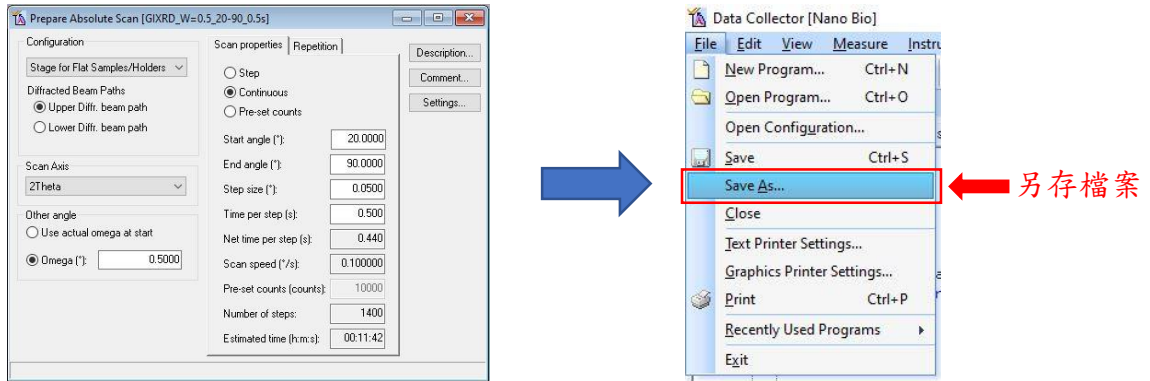 Prepare Absolute Scan [GIXRD_W=0.5_20-90_0.5s]
Configuration
Stage for Flat Samples/Holders
Diffracted Beam Paths
Upper Diffr. beam path
Lower Diffr. beam path
Scan Axis
2Theta
Other angle
Use actual omega at start
Omega (°): 0.5000
Scan properties Repetition
Step
Continuous
Pre-set counts
Start angle (°): 20.0000
End angle (°): 90.0000
Step size (°): 0.0500
Time per step (s): 0.500
Net time per step (s): 0.440
Scan speed (°/s): 0.100000
Pre-set counts (counts): 10000
Number of steps: 1400
Estimated time (h:m:s): 00:11:42
Description...
Comment...
Settings...
Data Collector [Nano Bio]
File Edit View Measure Instru
New Program... Ctrl+N
Open Program... Ctrl+O
Open Configuration...
Save Ctrl+S
Save As...
Close
Text Printer Settings...
Graphics Printer Settings...
Print Ctrl+P
Recently Used Programs
Exit
另存檔案